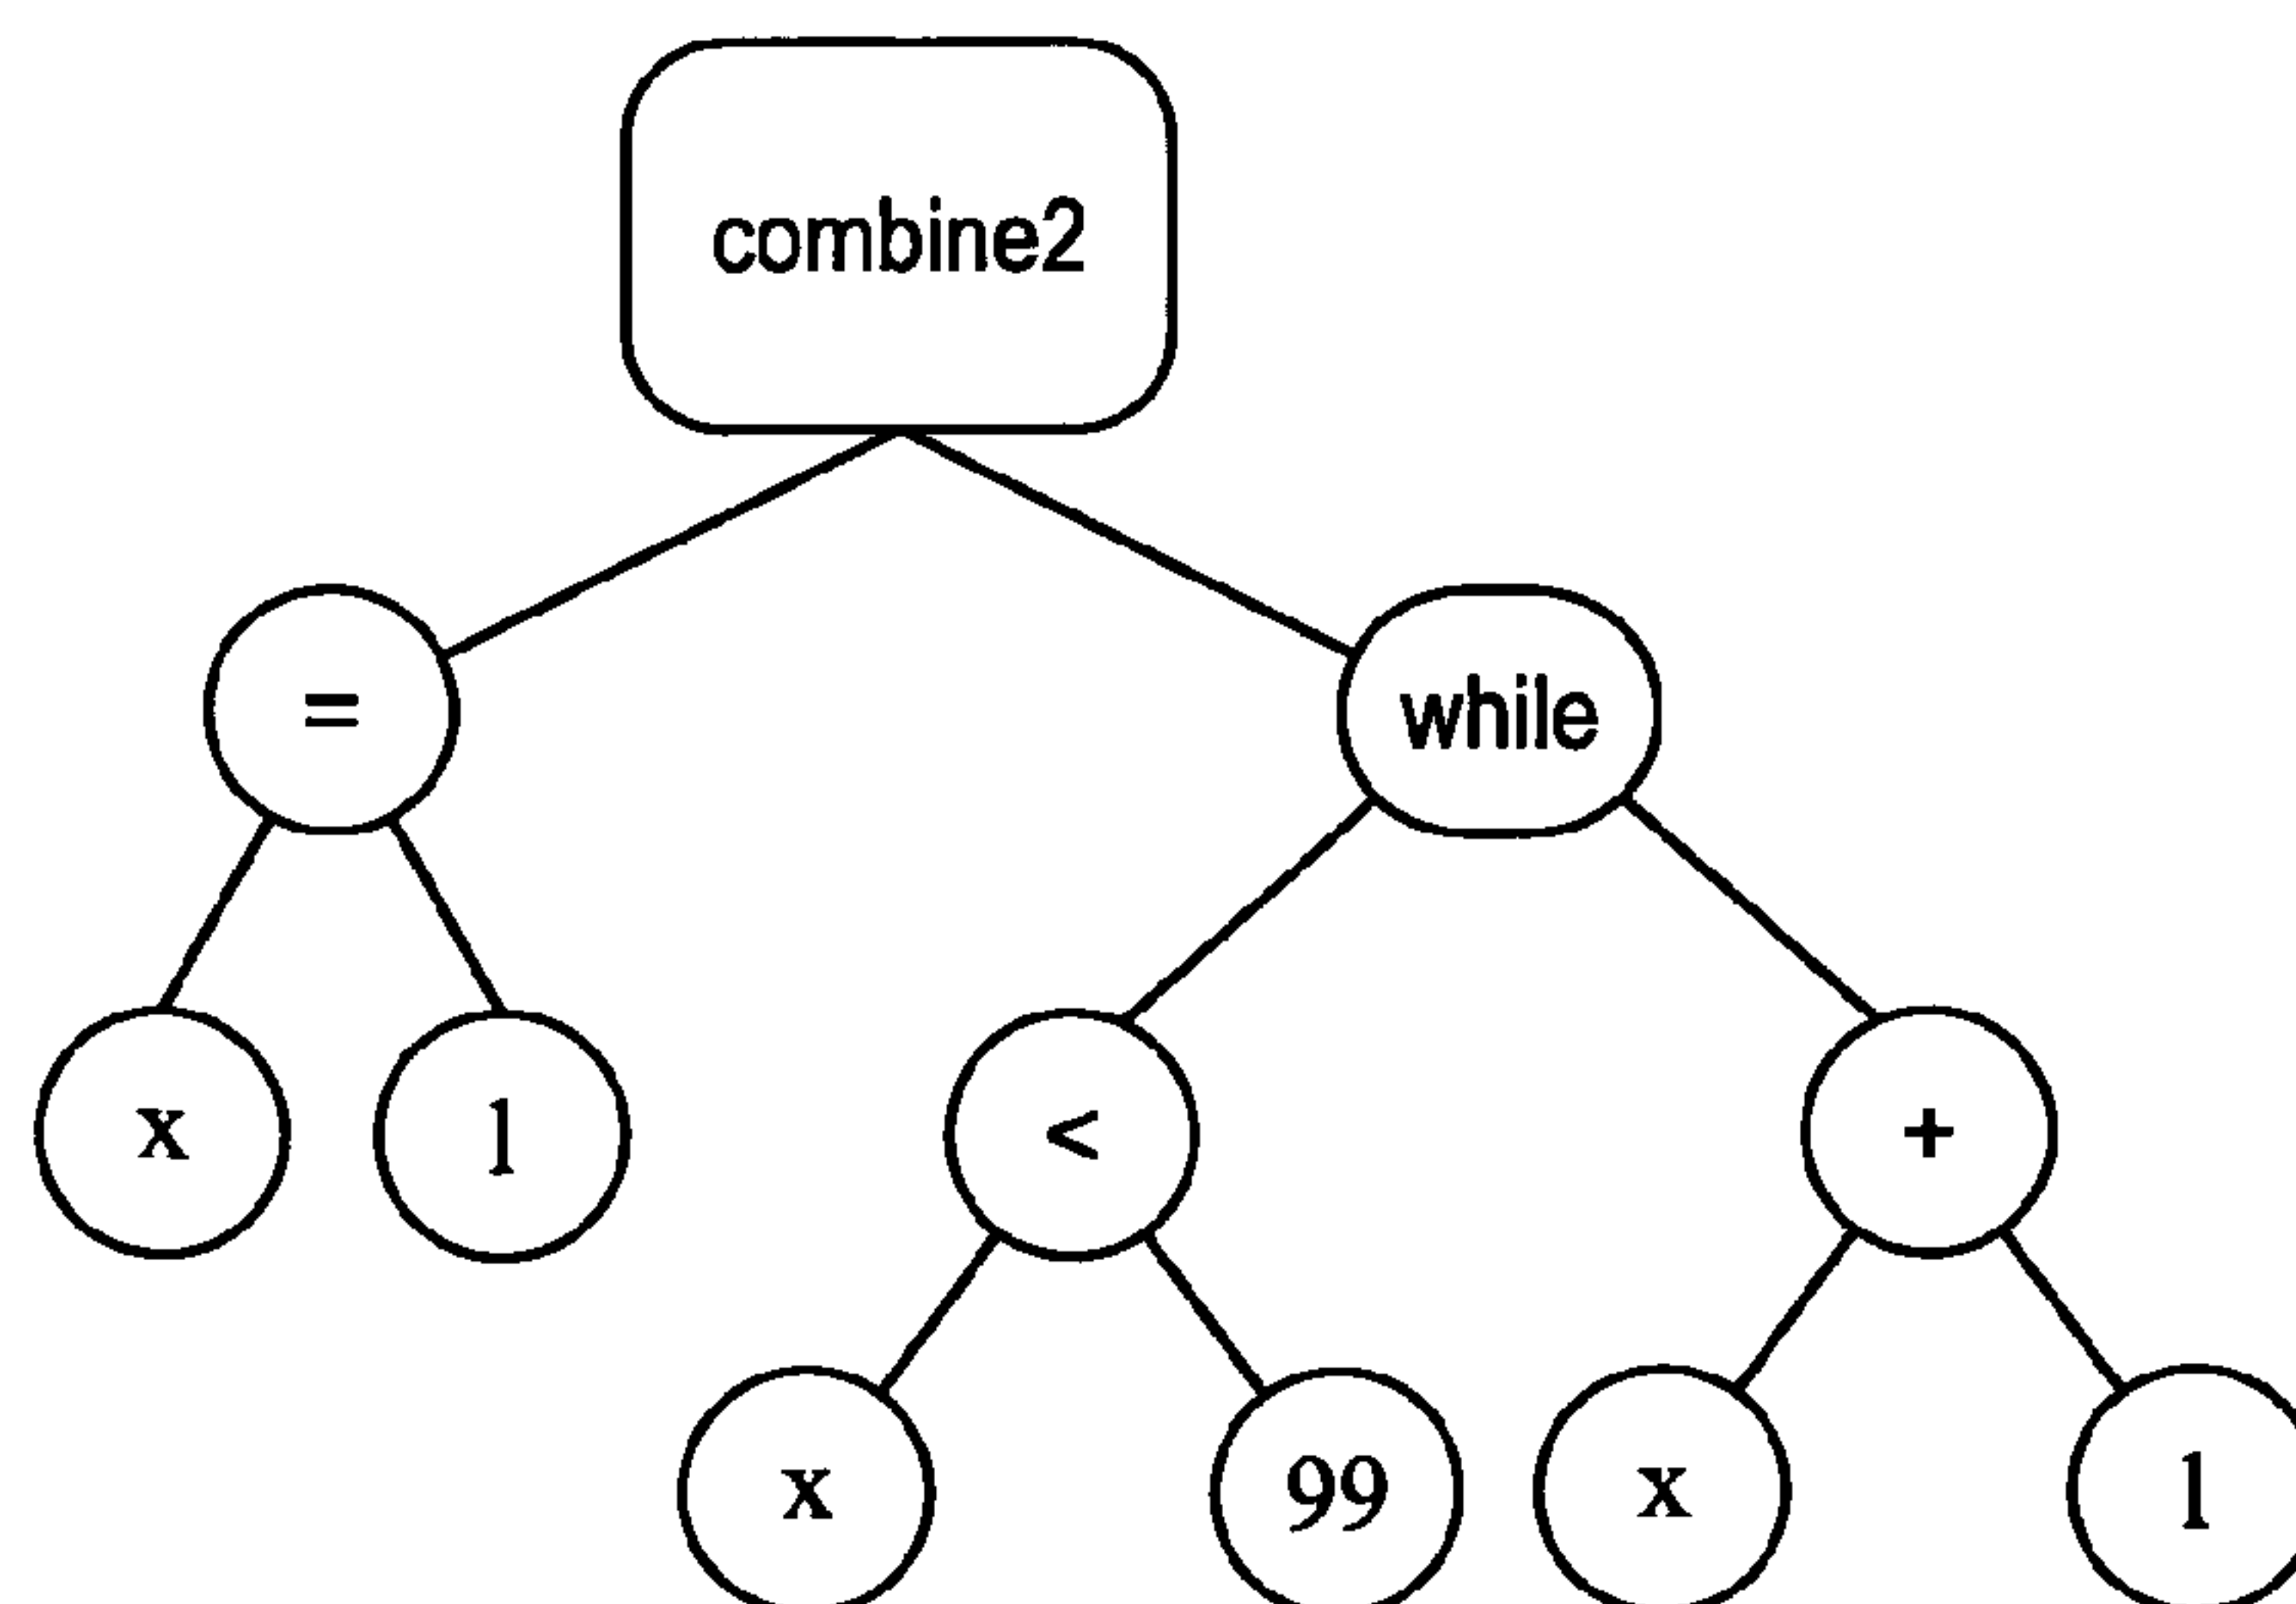 combine2
= while
x 1 < +
x 99 x 1